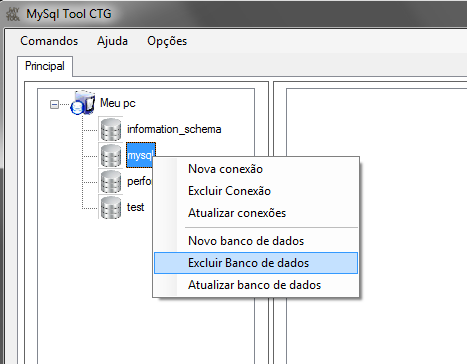 MySql Tool CTG
Comandos Ajuda Opções
Principal
Meu pc
information_schema
mysql
perfo
test
Nova conexão
Excluir Conexão
Atualizar conexões
Novo banco de dados
Excluir Banco de dados
Atualizar banco de dados